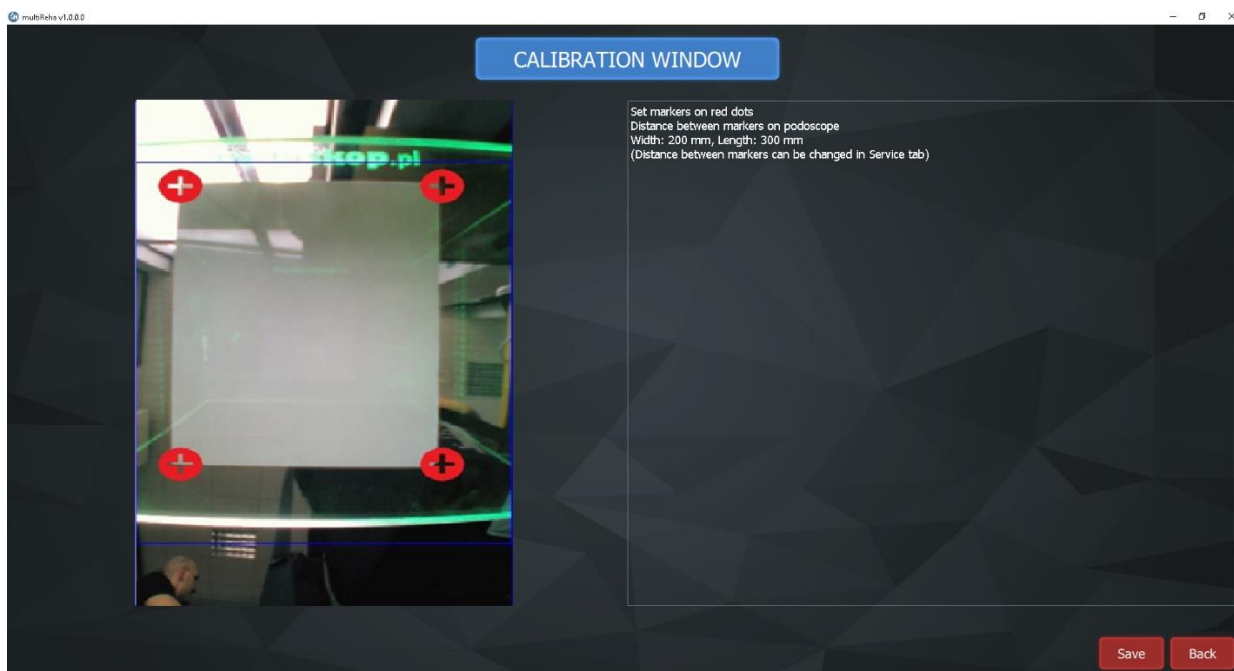 multiReha v1.0.0.0
CALIBRATION WINDOW
Set markers on red dots
Distance between markers on podoscope
Width: 200 mm, Length: 300 mm
(Distance between markers can be changed in Service tab)
.pl
Save
Back